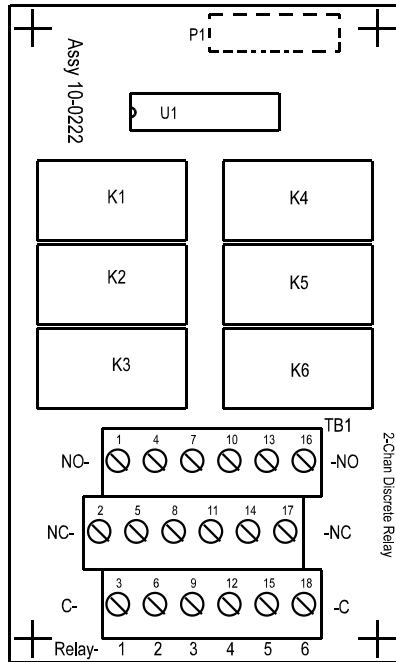 P1
Assy 10-0222
U1
K1 K4
K2 K5
K3 K6
TB1
1 4 7 10 13 16
NO- -NO
2 5 8 11 14 17
NC- -NC
3 6 9 12 15 18
C- -C
Relay- 1 2 3 4 5 6
2-Chan Discrete Relay